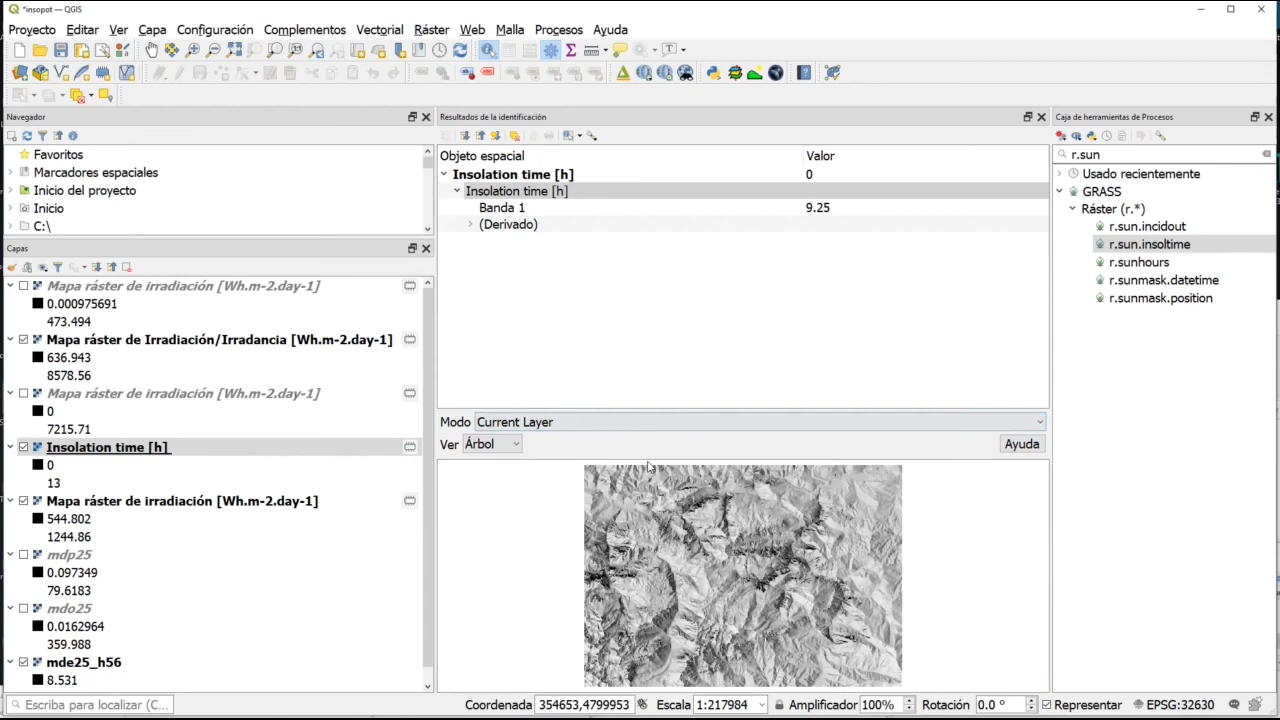 *insopot — QGIS
Proyecto Editar Ver Capa Configuración Complementos Vectorial Ráster Web Malla Procesos Ayuda
Navegador
Favoritos
Marcadores espaciales
Inicio del proyecto
Inicio
C:\
Capas
Mapa ráster de irradiación [Wh.m-2.day-1]
0.000975691
473.494
Mapa ráster de Irradiación/Irradancia [Wh.m-2.day-1]
636.943
8578.56
Mapa ráster de irradiación [Wh.m-2.day-1]
0
7215.71
Insolation time [h]
0
13
Mapa ráster de irradiación [Wh.m-2.day-1]
544.802
1244.86
mdp25
0.097349
79.6183
mdo25
0.0162964
359.988
mde25_h56
8.531
Resultados de la identificación
Objeto espacial Valor
Insolation time [h] 0
Insolation time [h]
Banda 1 9.25
(Derivado)
Modo Current Layer
Ver Árbol Ayuda
Caja de herramientas de Procesos
r.sun
Usado recientemente
GRASS
Ráster (r.*)
r.sun.incidout
r.sun.insoltime
r.sunhours
r.sunmask.datetime
r.sunmask.position
Escriba para localizar (C... Coordenada 354653,4799953 Escala 1:217984 Amplificador 100% Rotación 0.0 ° Representar EPSG:32630